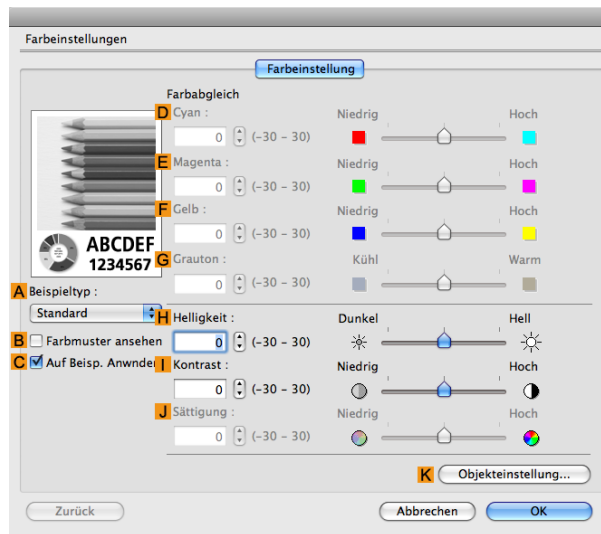 Farbeinstellungen
Farbeinstellung
Farbabgleich
D Cyan :
Niedrig Hoch
0 (-30 – 30)
E Magenta :
Niedrig Hoch
0 (-30 – 30)
F Gelb :
Niedrig Hoch
0 (-30 – 30)
G Grauton :
Kühl Warm
0 (-30 – 30)
ABCDEF
1234567
A Beispieltyp :
Standard
B Farbmuster ansehen
C Auf Beisp. Anwnden
H Helligkeit :
Dunkel Hell
0 (-30 – 30)
I Kontrast :
Niedrig Hoch
0 (-30 – 30)
J Sättigung :
Niedrig Hoch
0 (-30 – 30)
K Objekteinstellung...
Zurück
Abbrechen
OK